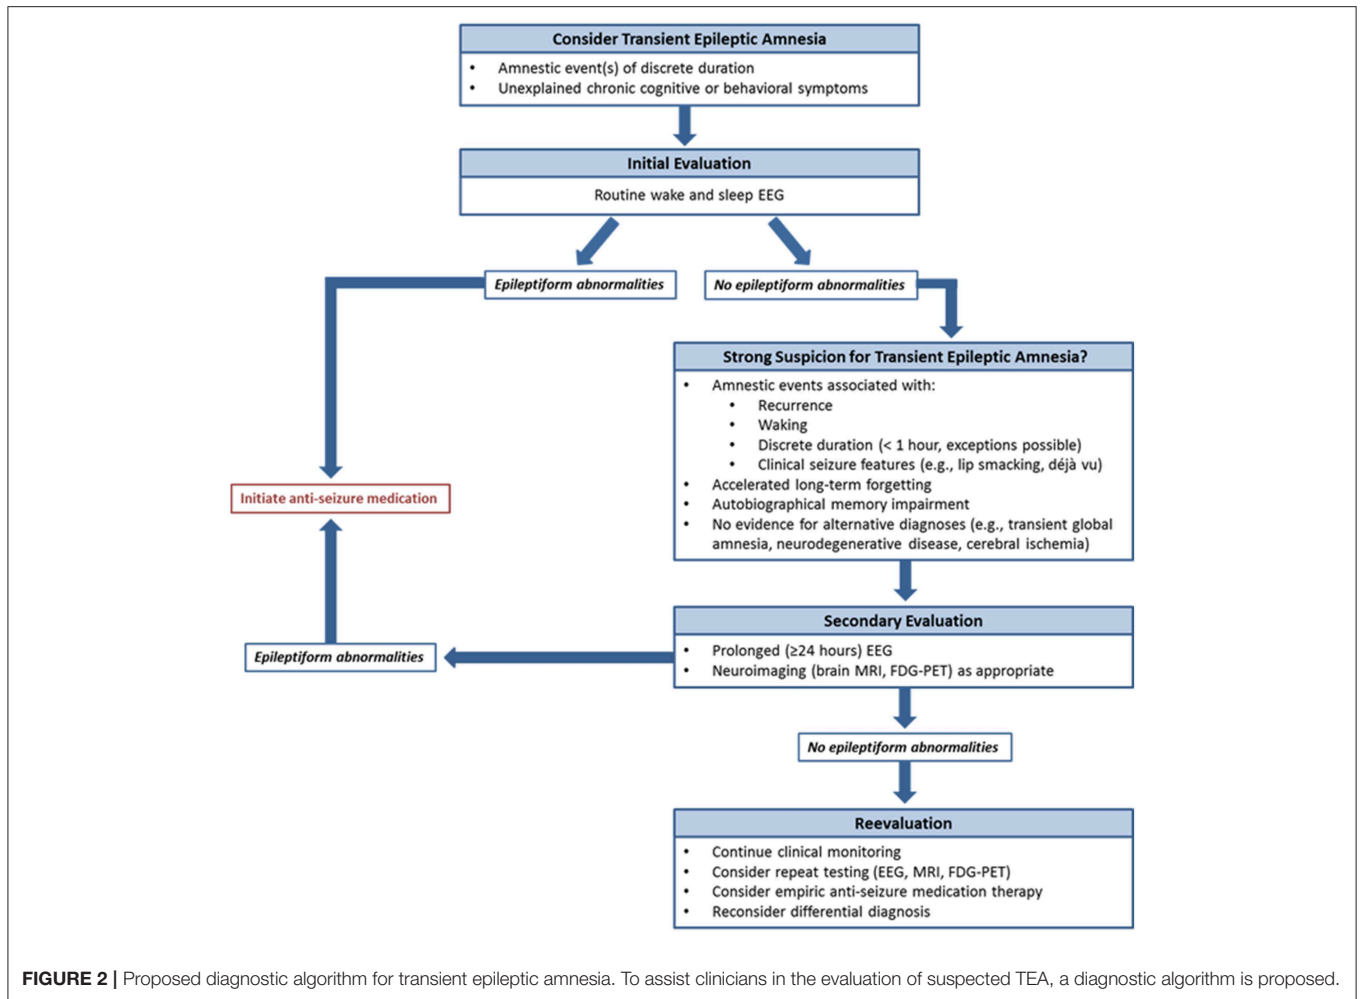 Consider Transient Epileptic Amnesia
• Amnestic event(s) of discrete duration
• Unexplained chronic cognitive or behavioral symptoms
Initial Evaluation
Routine wake and sleep EEG
Epileptiform abnormalities
No epileptiform abnormalities
Strong Suspicion for Transient Epileptic Amnesia?
• Amnestic events associated with:
• Recurrence
• Waking
• Discrete duration (< 1 hour, exceptions possible)
• Clinical seizure features (e.g., lip smacking, déjà vu)
• Accelerated long-term forgetting
• Autobiographical memory impairment
• No evidence for alternative diagnoses (e.g., transient global
amnesia, neurodegenerative disease, cerebral ischemia)
Initiate anti-seizure medication
Secondary Evaluation
• Prolonged (≥24 hours) EEG
• Neuroimaging (brain MRI, FDG-PET) as appropriate
Epileptiform abnormalities
No epileptiform abnormalities
Reevaluation
• Continue clinical monitoring
• Consider repeat testing (EEG, MRI, FDG-PET)
• Consider empiric anti-seizure medication therapy
• Reconsider differential diagnosis
FIGURE 2 | Proposed diagnostic algorithm for transient epileptic amnesia. To assist clinicians in the evaluation of suspected TEA, a diagnostic algorithm is proposed.